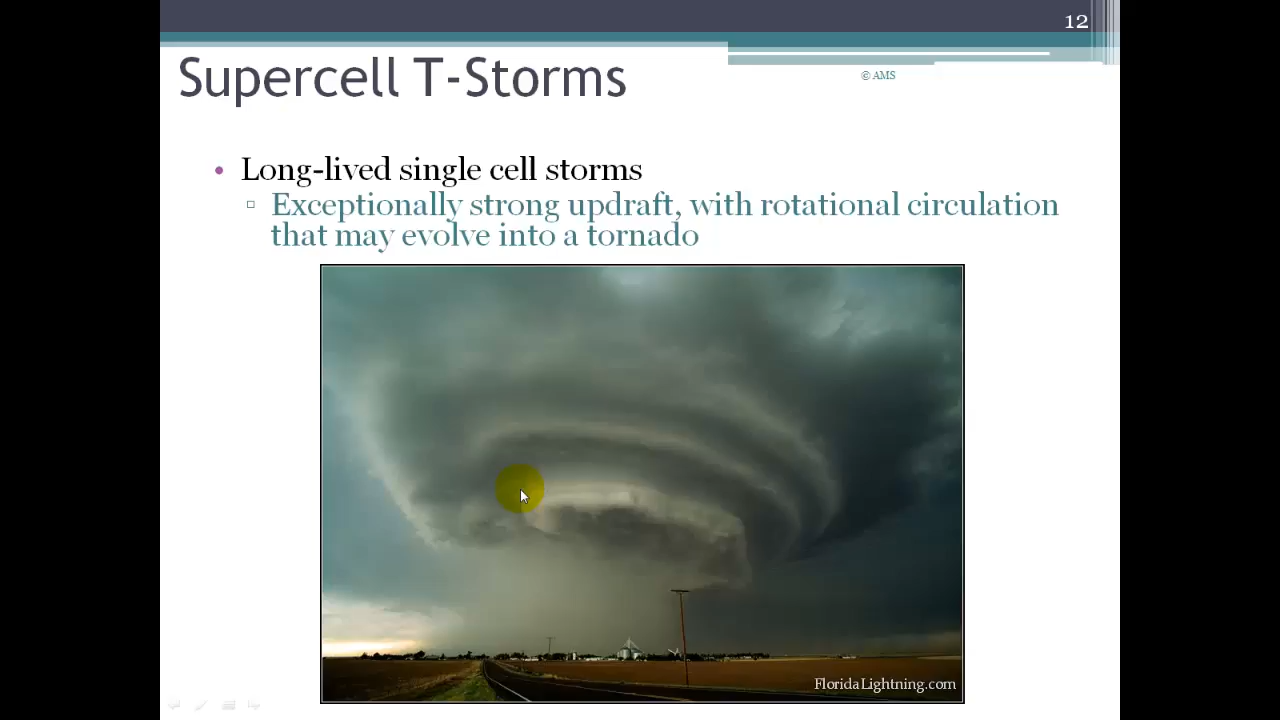 12
Supercell T-Storms
© AMS
• Long-lived single cell storms
▫ Exceptionally strong updraft, with rotational circulation
that may evolve into a tornado
FloridaLightning.com